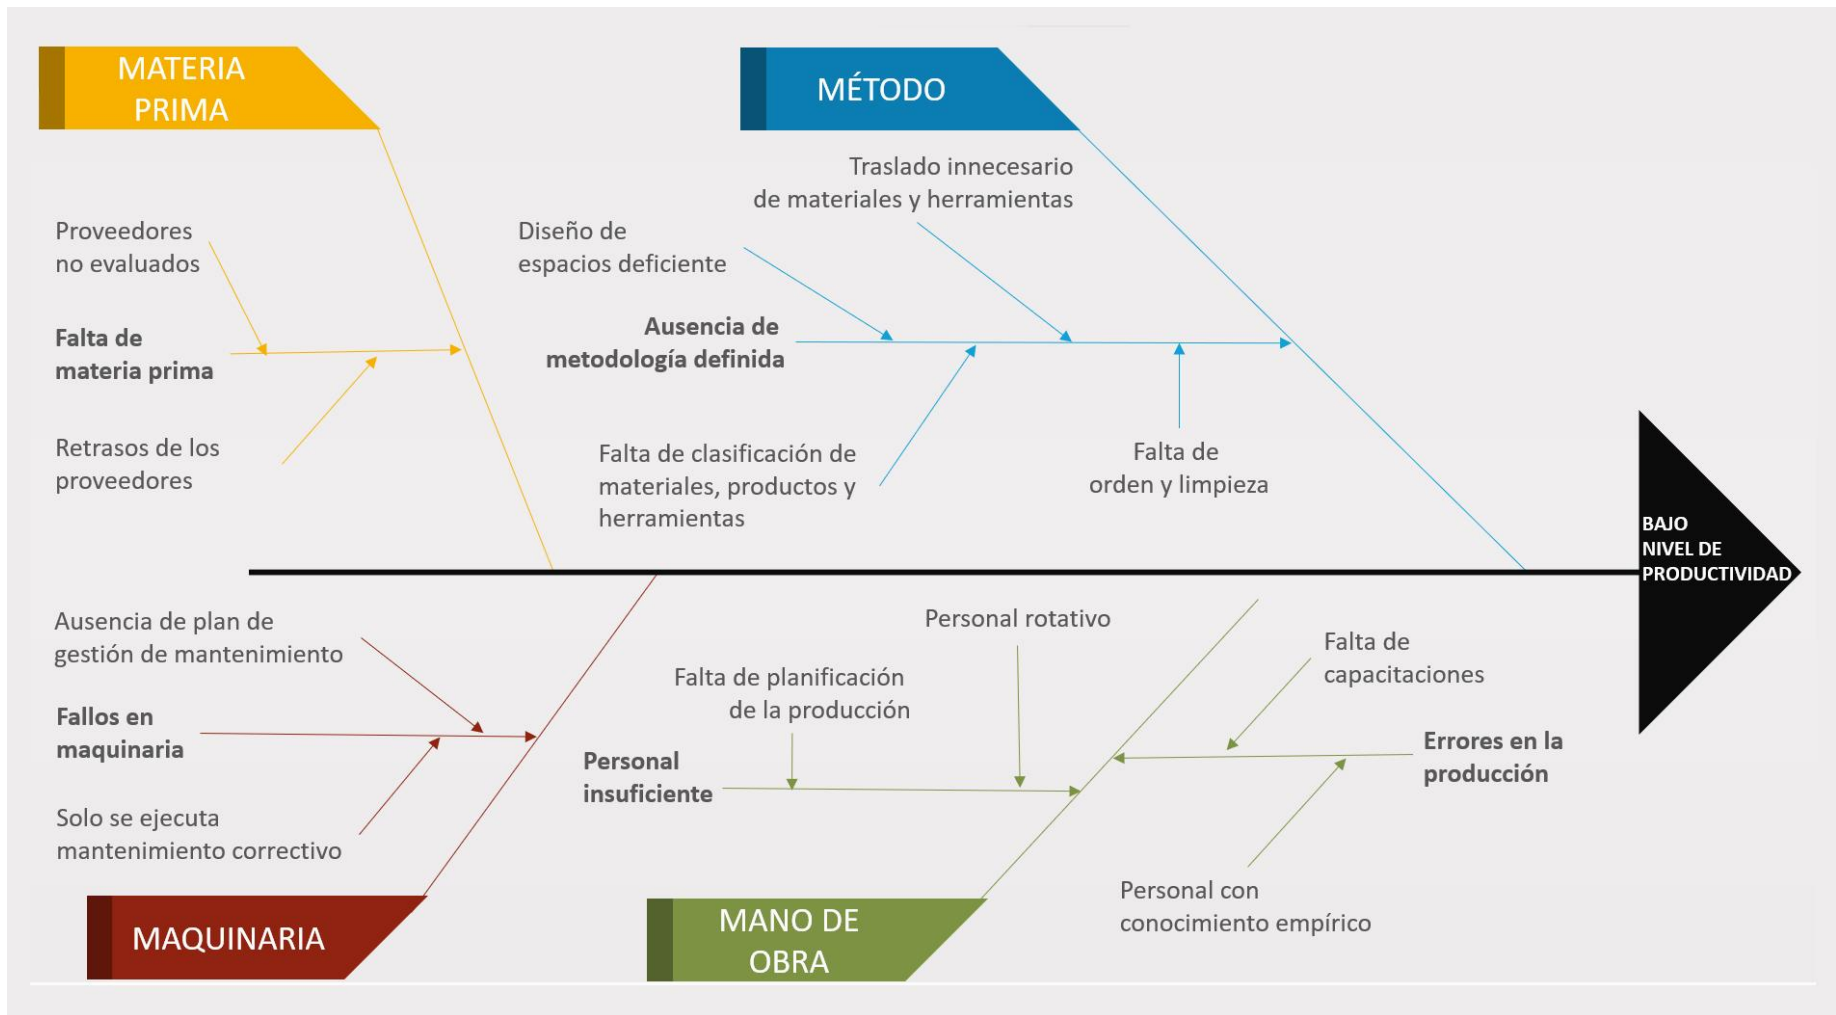 MATERIA
PRIMA
MÉTODO
Traslado innecesario
de materiales y herramientas
Proveedores
no evaluados
Diseño de
espacios deficiente
Falta de
materia prima
Ausencia de
metodología definida
Retrasos de los
proveedores
Falta de clasificación de
materiales, productos y
herramientas
Falta de
orden y limpieza
BAJO
NIVEL DE
PRODUCTIVIDAD
Ausencia de plan de
gestión de mantenimiento
Personal rotativo
Falta de
capacitaciones
Falta de planificación
de la producción
Fallos en
maquinaria
Personal
insuficiente
Errores en la
producción
Solo se ejecuta
mantenimiento correctivo
Personal con
conocimiento empírico
MAQUINARIA
MANO DE
OBRA